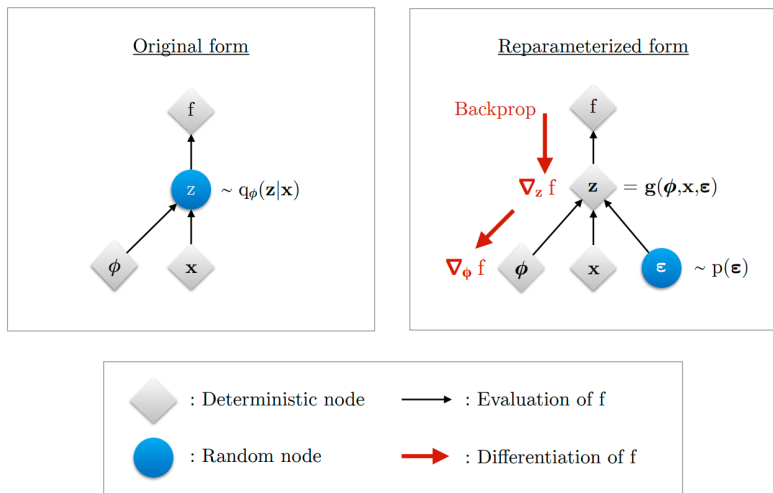 Original form
f
z ~ qϕ(z|x)
ϕ x
Reparameterized form
Backprop f
∇z f z = g(ϕ,x,ε)
∇ϕ f ϕ x ε ~ p(ε)
: Deterministic node
: Evaluation of f
: Random node
: Differentiation of f